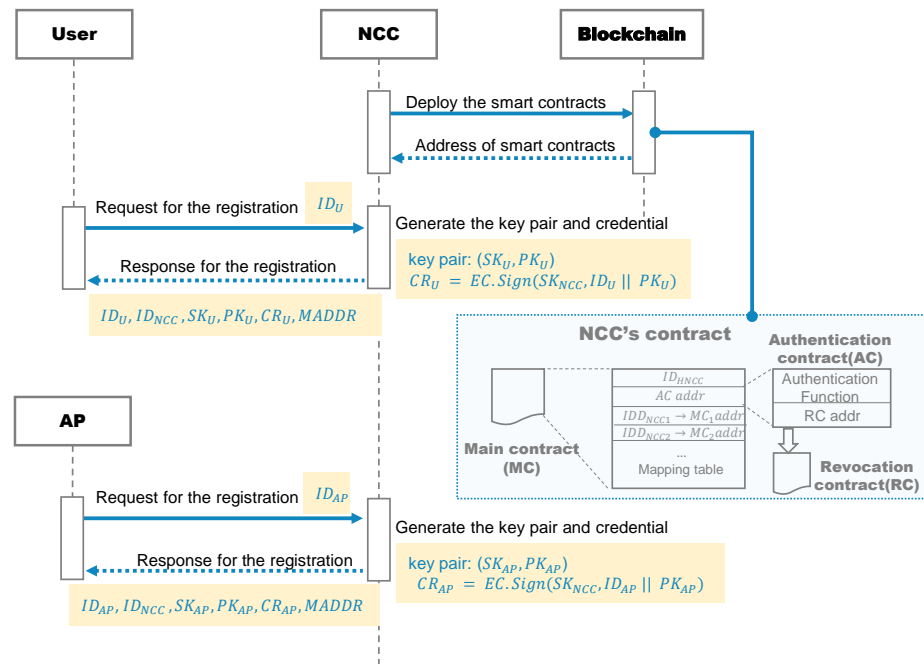 User
NCC
Blockchain
Deploy the smart contracts
Address of smart contracts
Request for the registration
ID_U
Generate the key pair and credential
Response for the registration
key pair: (SK_U, PK_U)
CR_U = EC.Sign(SK_NCC, ID_U || PK_U)
ID_U, ID_NCC, SK_U, PK_U, CR_U, MADDR
NCC's contract
Authentication
contract(AC)
ID_HNCC
AC addr
IDD_NCC1 → MC_1addr
IDD_NCC2 → MC_2addr
...
Mapping table
Authentication
Function
RC addr
Main contract
(MC)
Revocation
contract(RC)
AP
Request for the registration
ID_AP
Generate the key pair and credential
Response for the registration
key pair: (SK_AP, PK_AP)
CR_AP = EC.Sign(SK_NCC, ID_AP || PK_AP)
ID_AP, ID_NCC, SK_AP, PK_AP, CR_AP, MADDR